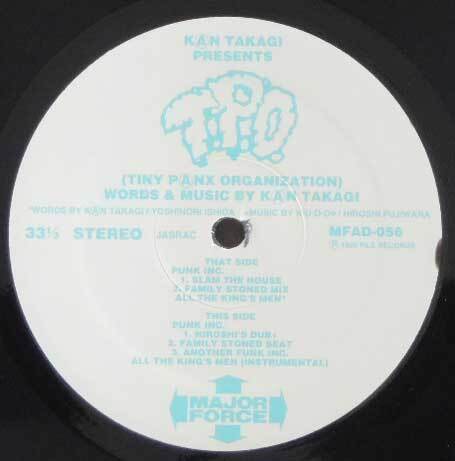 KⒶN TAKAGI
PRESENTS
T.P.O.
(TINY PⒶNX ORGANIZATION)
WORDS & MUSIC BY KⒶN TAKAGI
*WORDS BY KⒶN TAKAGI / YOSHINORI ISHIDA MUSIC BY HIROSHI FUJIWARA
33⅓ STEREO JASRAC MFAD-056
FILE RECORDS
THAT SIDE
PUNK INC.
1. SLAM THE HOUSE
2. FAMILY STONED MIX
ALL THE KING'S MEN*
THIS SIDE
PUNK INC.
1. HIROSHI'S DUB+
2. FAMILY STONED BEAT
3. ANOTHER FUNK INC.
ALL THE KING'S MEN (INSTRUMENTAL)
MAJOR
FORCE